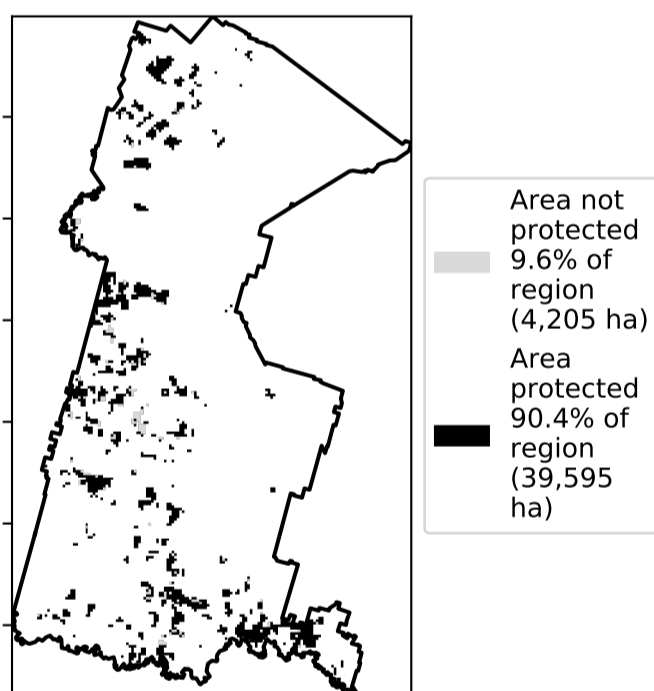 Area not
protected
9.6% of
region
(4,205 ha)
Area
protected
90.4% of
region
(39,595
ha)